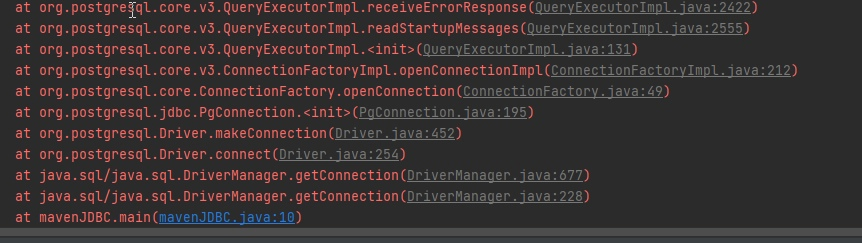 at org.postgresql.core.v3.QueryExecutorImpl.receiveErrorResponse(QueryExecutorImpl.java:2422)
at org.postgresql.core.v3.QueryExecutorImpl.readStartupMessages(QueryExecutorImpl.java:2555)
at org.postgresql.core.v3.QueryExecutorImpl.<init>(QueryExecutorImpl.java:131)
at org.postgresql.core.v3.ConnectionFactoryImpl.openConnectionImpl(ConnectionFactoryImpl.java:212)
at org.postgresql.core.ConnectionFactory.openConnection(ConnectionFactory.java:49)
at org.postgresql.jdbc.PgConnection.<init>(PgConnection.java:195)
at org.postgresql.Driver.makeConnection(Driver.java:452)
at org.postgresql.Driver.connect(Driver.java:254)
at java.sql/java.sql.DriverManager.getConnection(DriverManager.java:677)
at java.sql/java.sql.DriverManager.getConnection(DriverManager.java:228)
at mavenJDBC.main(mavenJDBC.java:10)